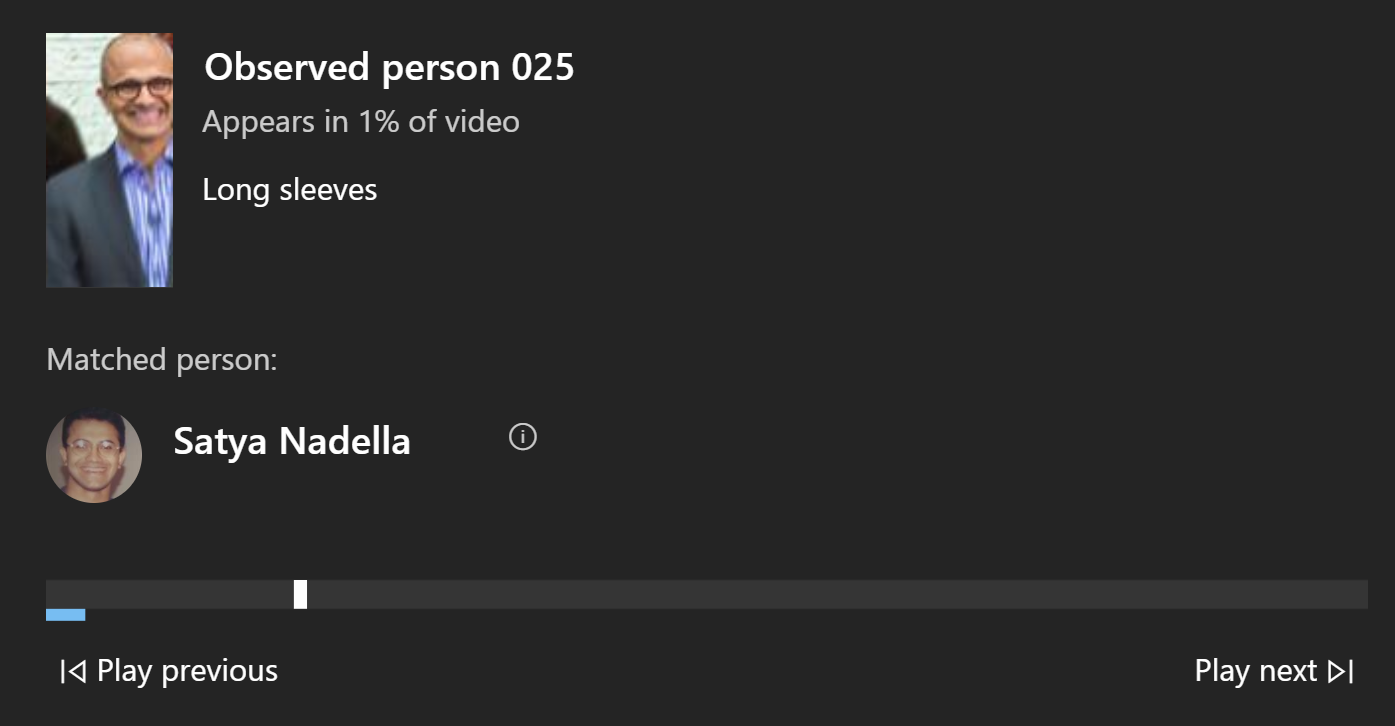 Observed person 025
Appears in 1% of video
Long sleeves
Matched person:
Satya Nadella
Play previous
Play next